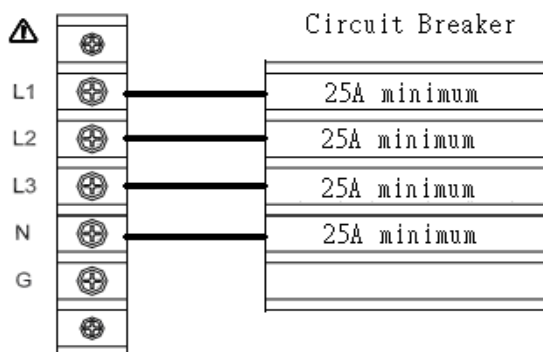 Circuit Breaker
L1 25A minimum
L2 25A minimum
L3 25A minimum
N 25A minimum
G